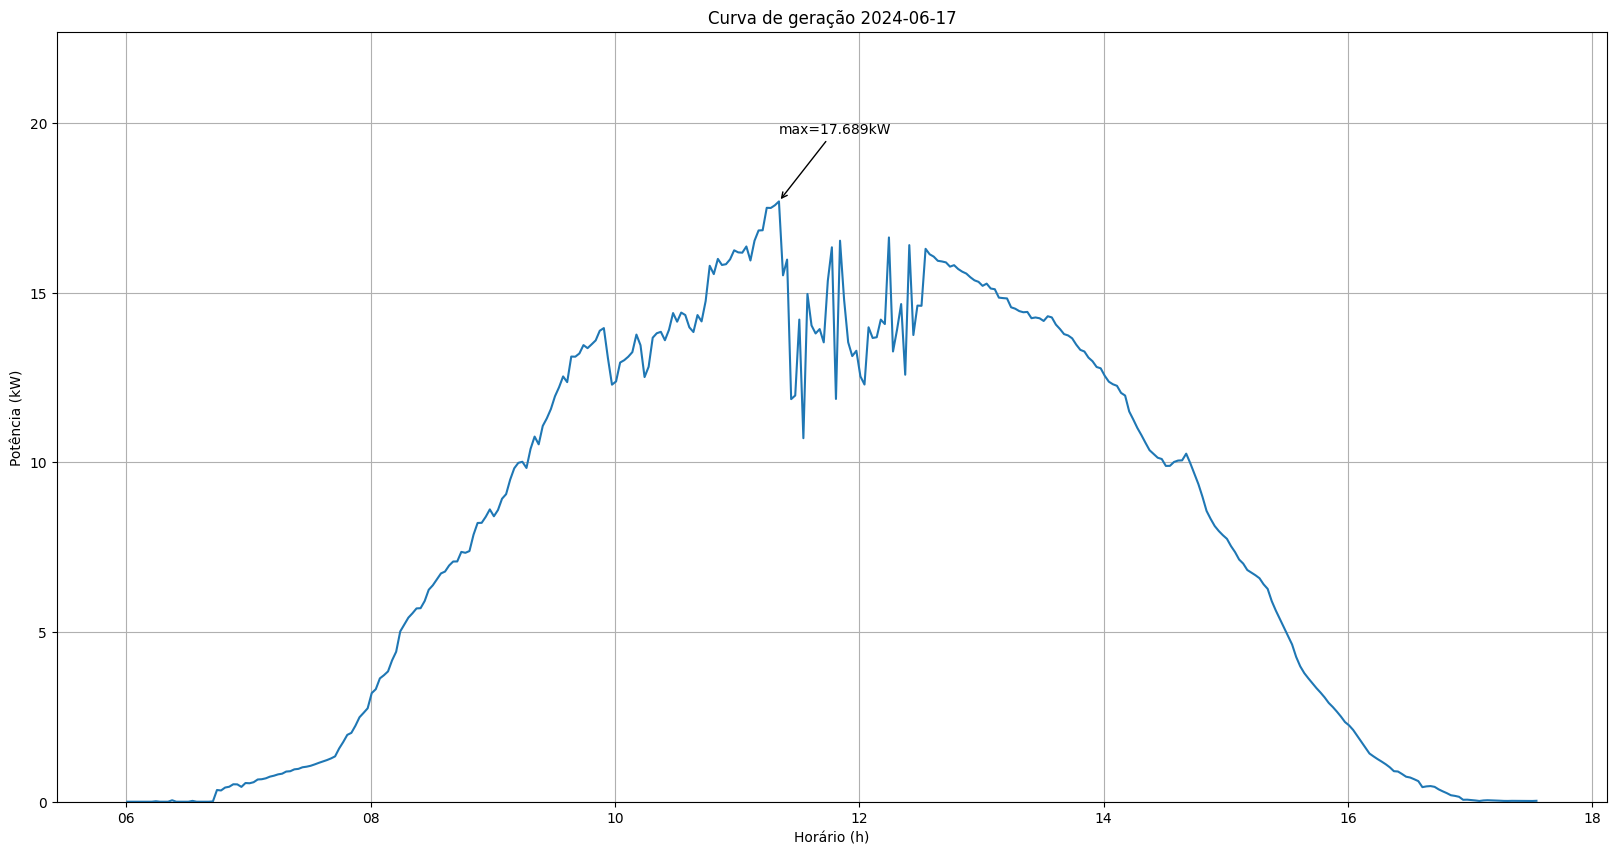 Curva de geração 2024-06-17
max=17.689kW
Potência (kW)
20
15
10
5
0
06 08 10 12 14 16 18
Horário (h)